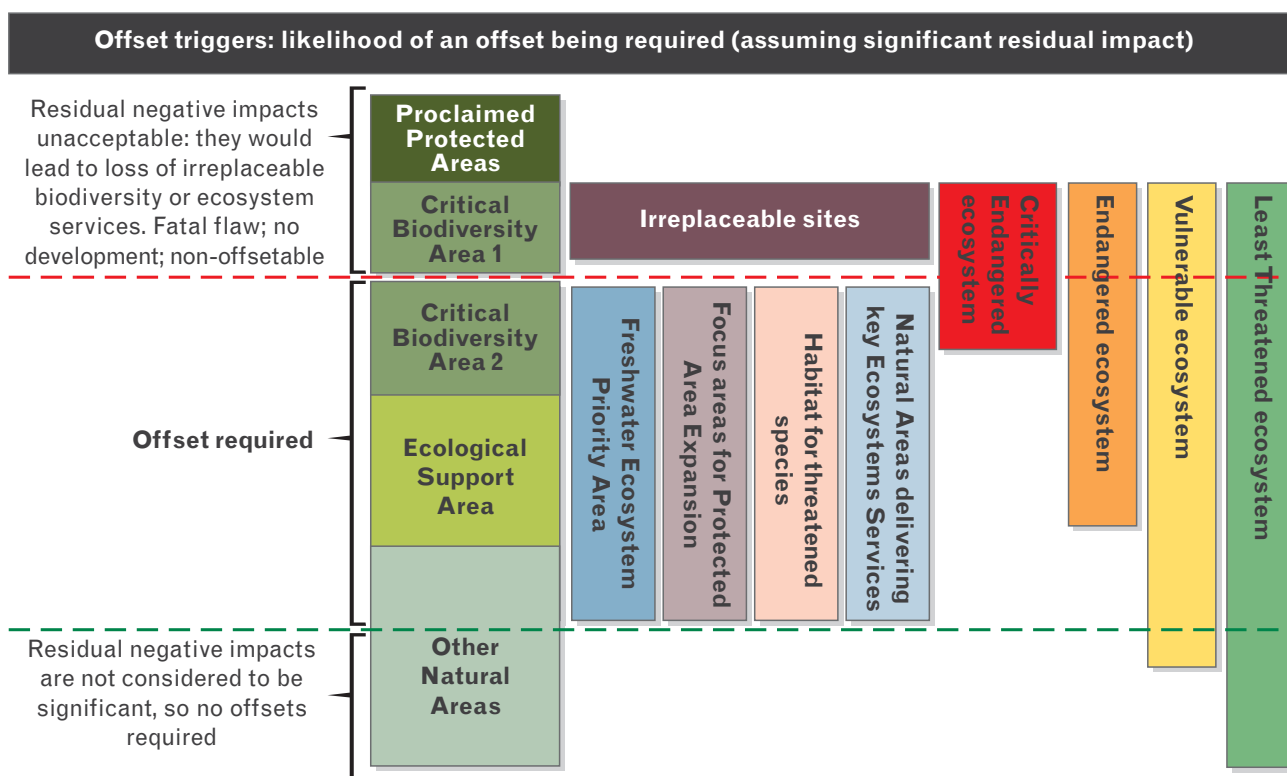 Offset triggers: likelihood of an offset being required (assuming significant residual impact)
Residual negative impacts
unacceptable: they would
lead to loss of irreplaceable
biodiversity or ecosystem
services. Fatal flaw; no
development; non-offsetable
Proclaimed
Protected
Areas
Critical
Biodiversity
Area 1
Irreplaceable sites
Critically
Endangered
ecosystem
Endangered ecosystem
Vulnerable ecosystem
Least Threatened ecosystem
Offset required
Critical
Biodiversity
Area 2
Ecological
Support
Area
Freshwater Ecosystem
Priority Area
Focus areas for Protected
Area Expansion
Habitat for threatened
species
Natural Areas delivering
key Ecosystems Services
Residual negative impacts
are not considered to be
significant, so no offsets
required
Other
Natural
Areas